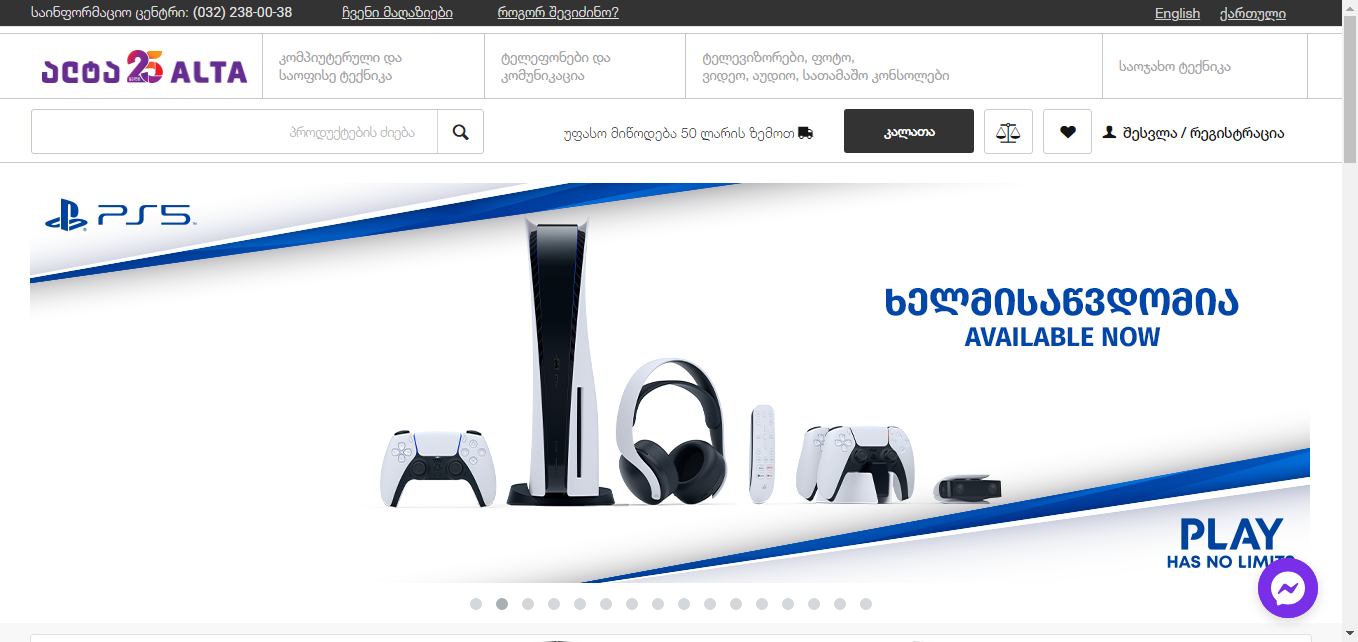 საინფორმაციო ცენტრი: (032) 238-00-38
ჩვენი მაღაზიები
როგორ შევიძინო?
English
ქართული
ალტა 25 ALTA
კომპიუტერული და
საოფისე ტექნიკა
ტელეფონები და
კომუნიკაცია
ტელევიზორები, ფოტო,
ვიდეო, აუდიო, სათამაშო კონსოლები
საოჯახო ტექნიკა
პროდუქტების ძიება
უფასო მიწოდება 50 ლარის ზემოთ
კალათა
შესვლა / რეგისტრაცია
PS5
ხელმისაწვდომია
AVAILABLE NOW
PLAY
HAS NO LIMITS